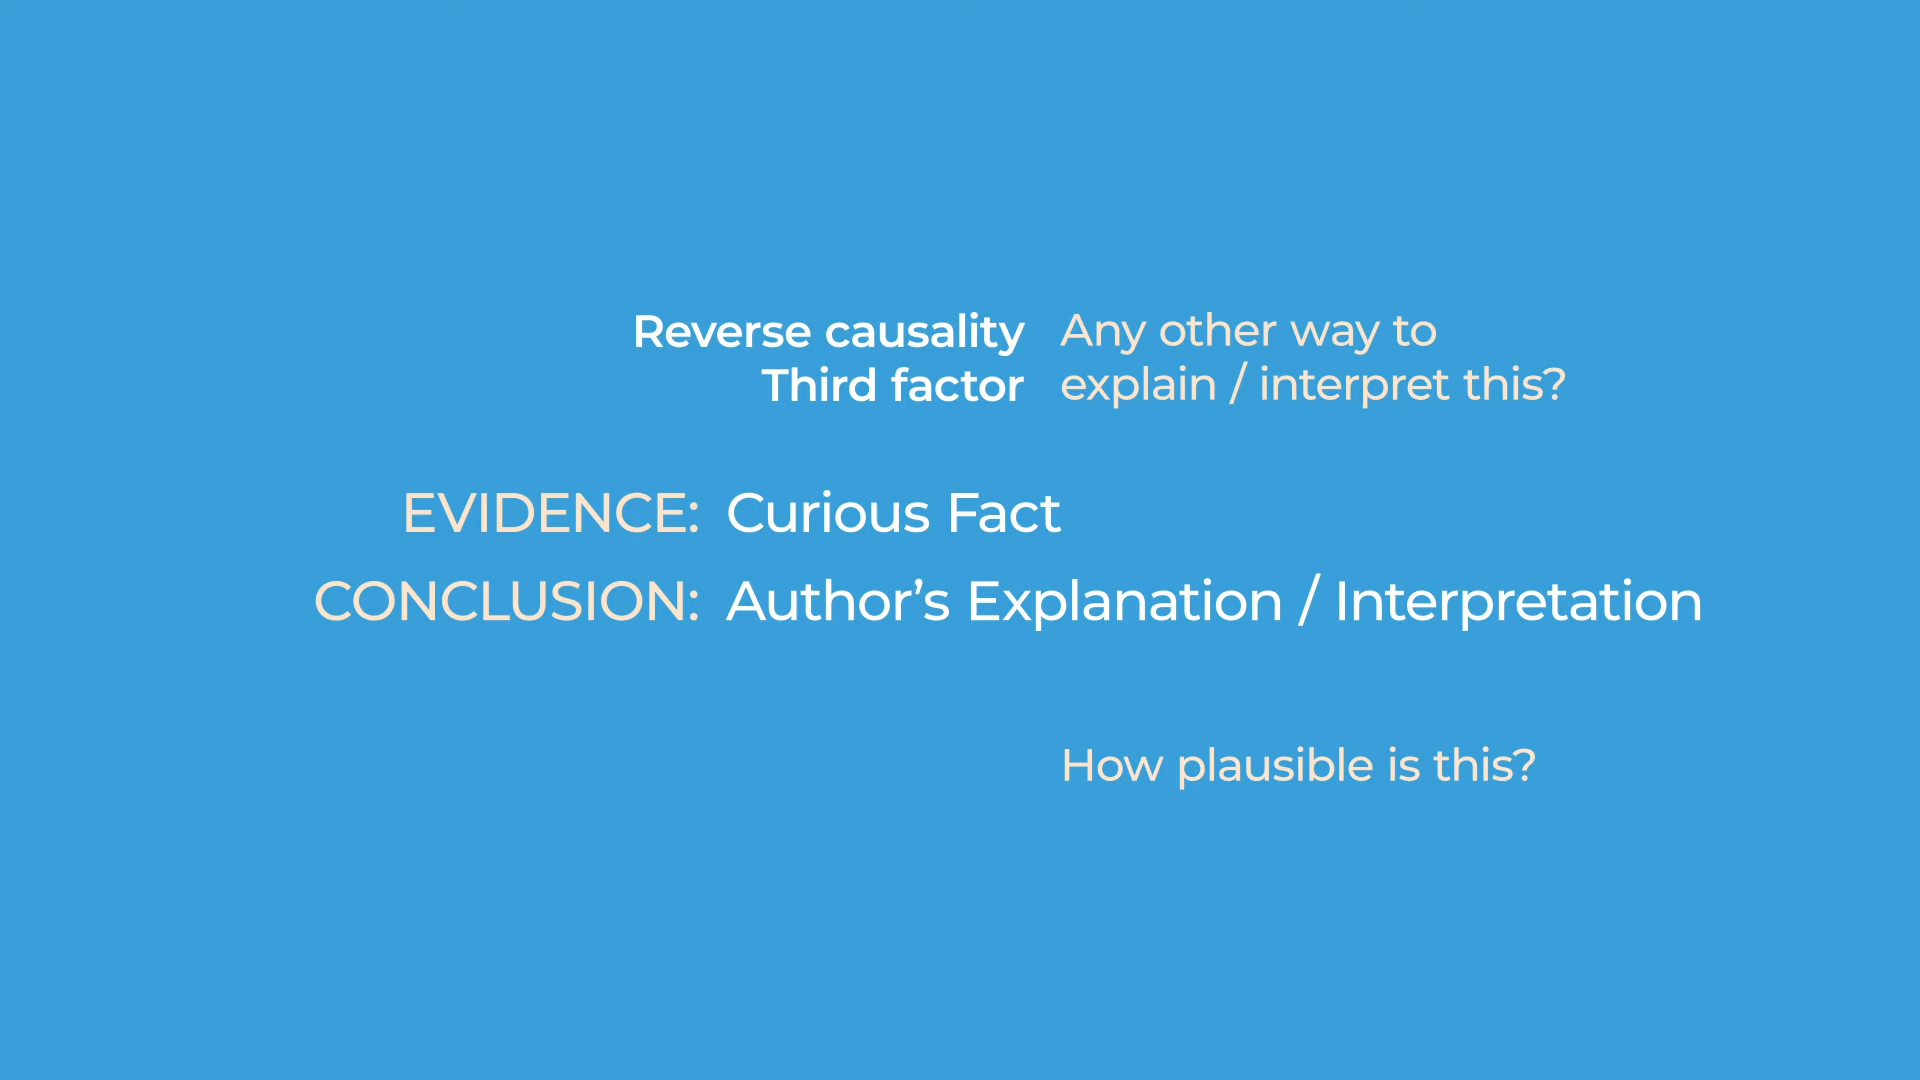 Reverse causality Any other way to
Third factor explain / interpret this?
EVIDENCE: Curious Fact
CONCLUSION: Author’s Explanation / Interpretation
How plausible is this?